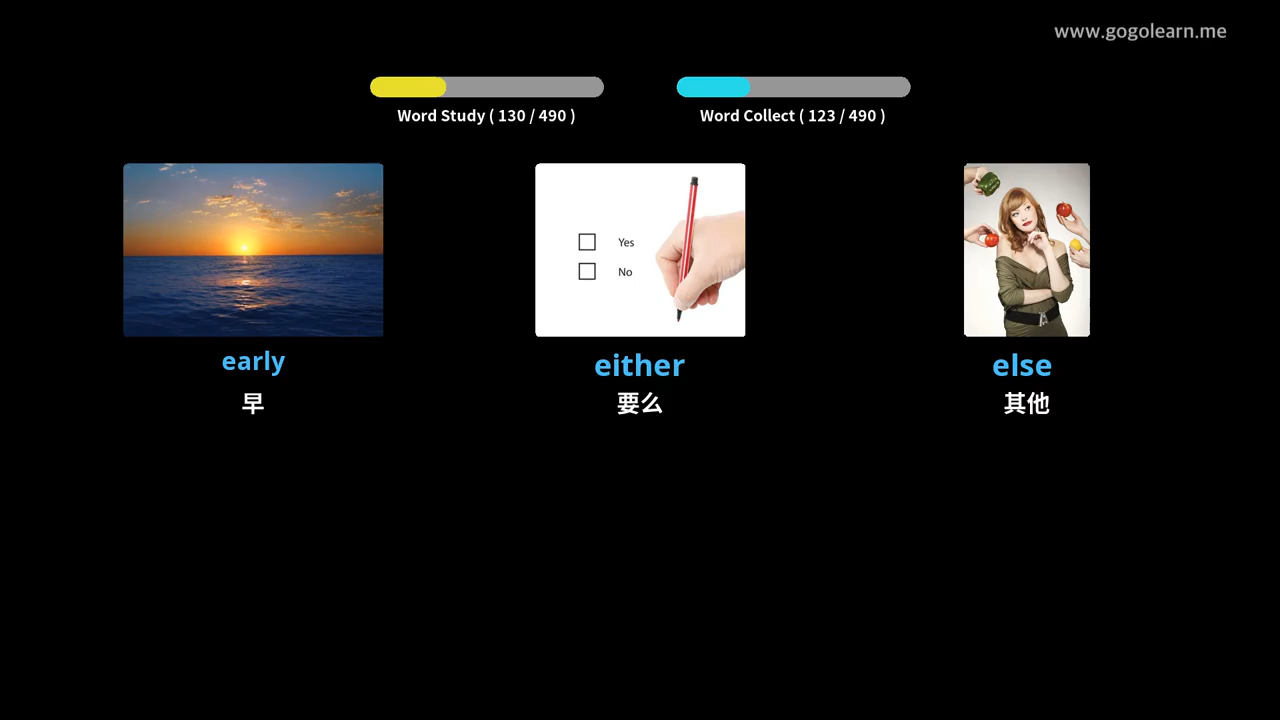 www.gogolearn.me
Word Study ( 130 / 490 )
Word Collect ( 123 / 490 )
Yes
No
early
either
else
早
要么
其他